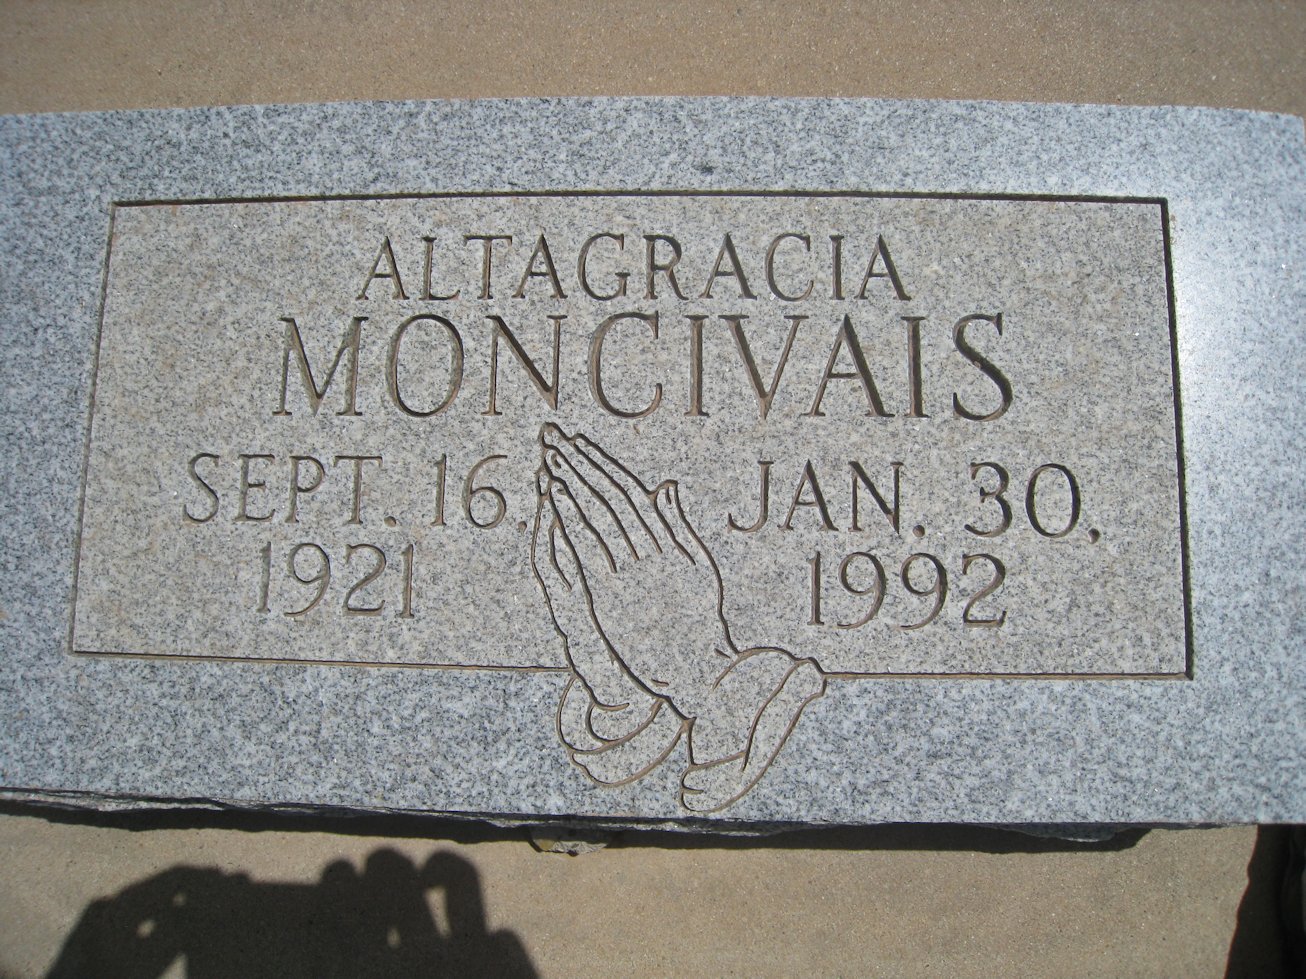 ALTAGRACIA
MONCIVAIS
SEPT. 16, JAN. 30,
1921 1992